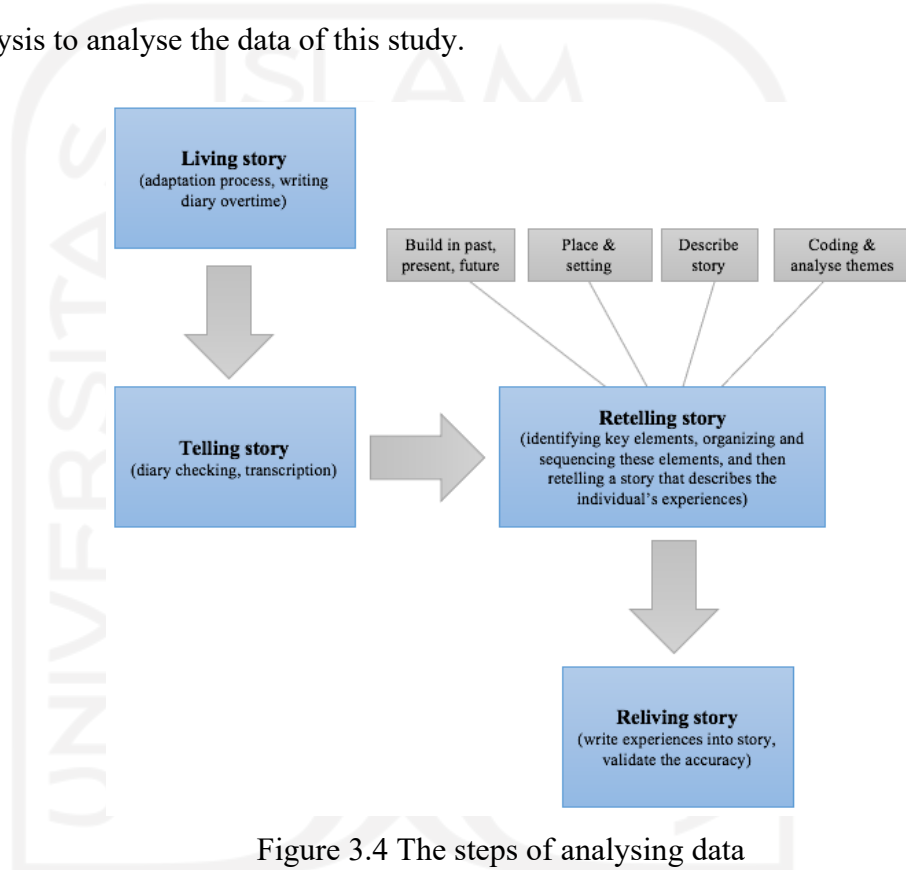 ysis to analyse the data of this study.
ISLAM
UNIVERSITAS
Living story
(adaptation process, writing
diary overtime)
Build in past,
present, future
Place &
setting
Describe
story
Coding &
analyse themes
Telling story
(diary checking, transcription)
Retelling story
(identifying key elements, organizing and
sequencing these elements, and then
retelling a story that describes the
individual's experiences)
Reliving story
(write experiences into story,
validate the accuracy)
Figure 3.4 The steps of analysing data